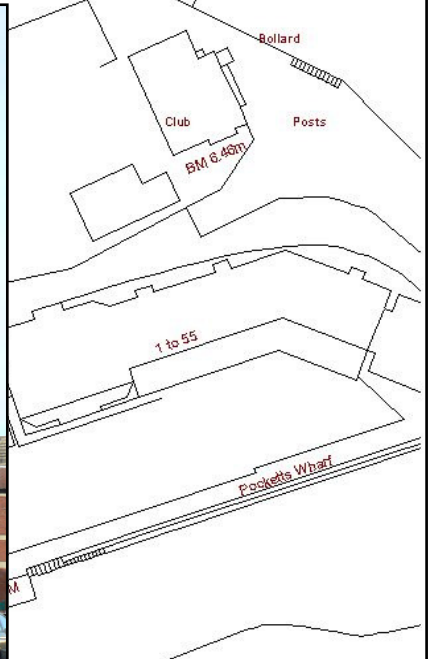 Bollard
Club
Posts
BM 6.46m
1 to 55
Pocketts Wharf
M